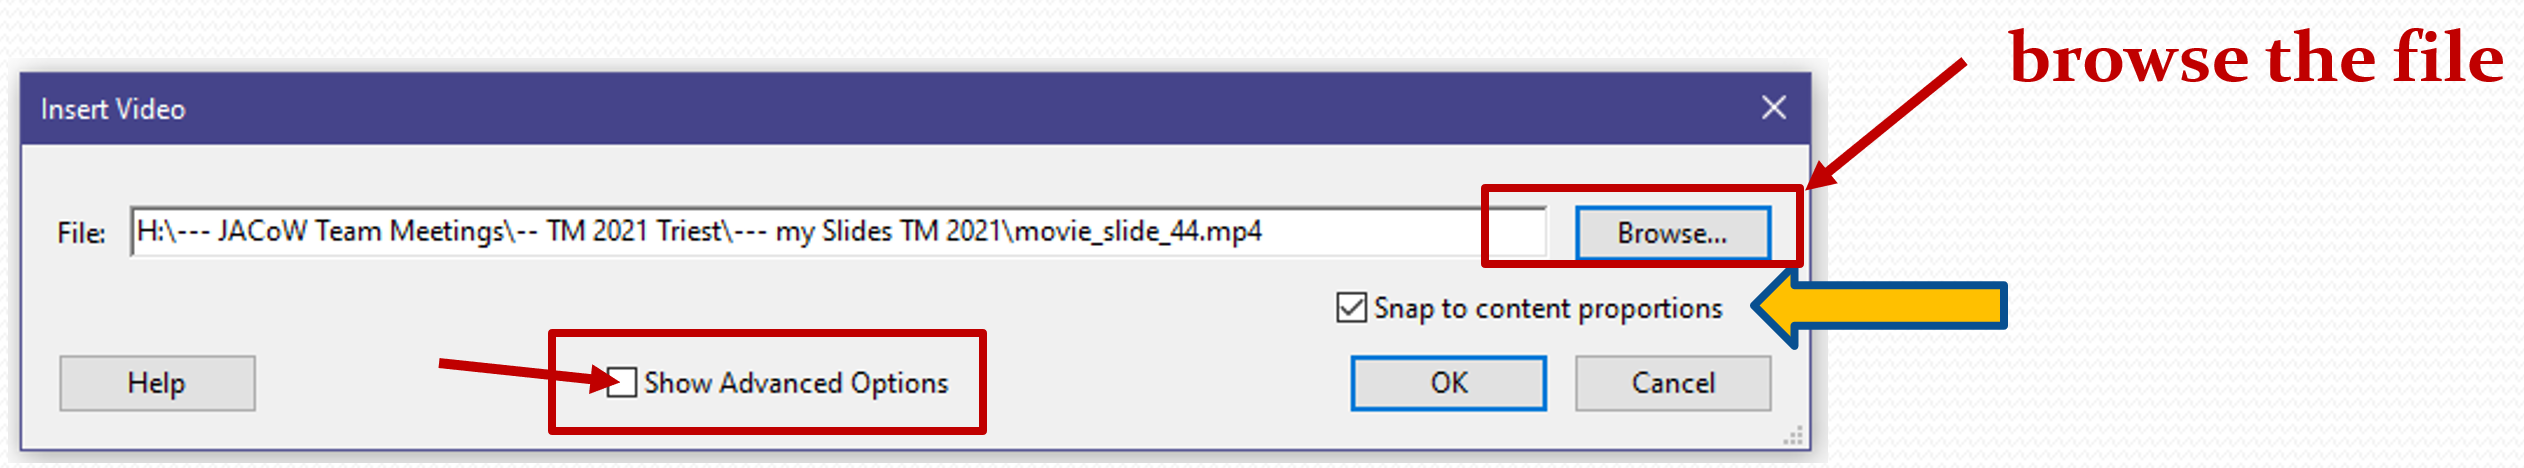 browse the file
Insert Video
File: H:\--- JACoW Team Meetings\-- TM 2021 Triest\--- my Slides TM 2021\movie_slide_44.mp4 Browse...
Snap to content proportions
Help Show Advanced Options OK Cancel